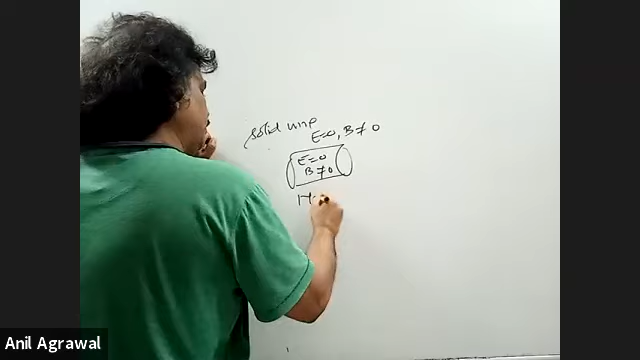 solid wire
E=0, B≠0
E=0
B≠0
Anil Agrawal